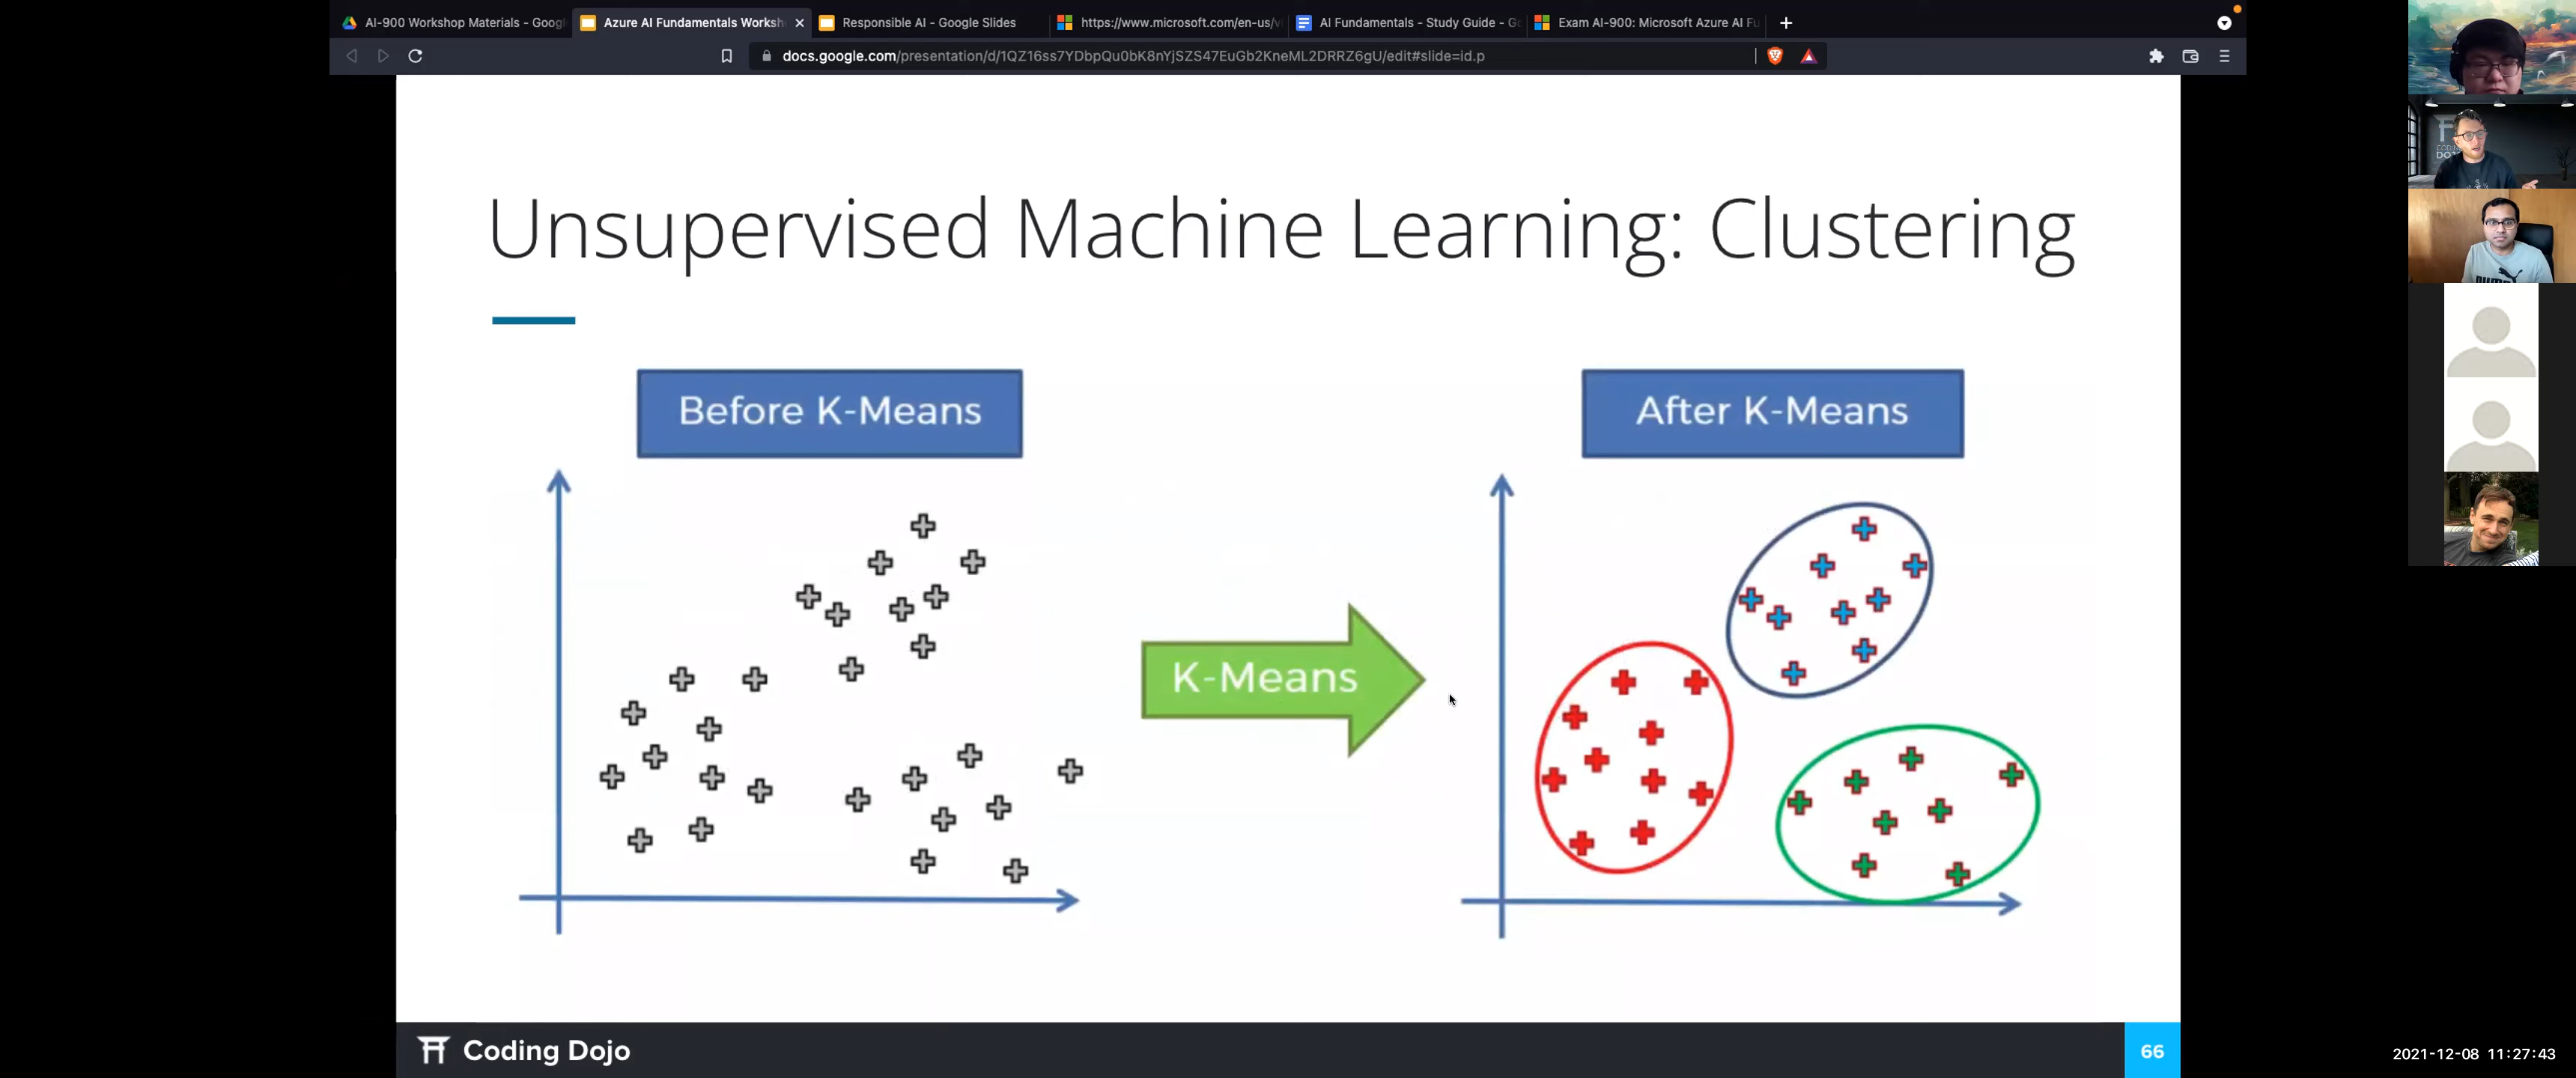 AI-900 Workshop Materials - Googl
Azure AI Fundamentals Worksh
Responsible AI - Google Slides
https://www.microsoft.com/en-us/v
AI Fundamentals - Study Guide - G
Exam AI-900: Microsoft Azure AI Fu
docs.google.com/presentation/d/1QZ16ss7YDbpQu0bK8nYjSZS47EuGb2KneML2DRRZ6gU/edit#slide=id.p
Unsupervised Machine Learning: Clustering
Before K-Means
After K-Means
K-Means
Coding Dojo
66
2021-12-08 11:27:43